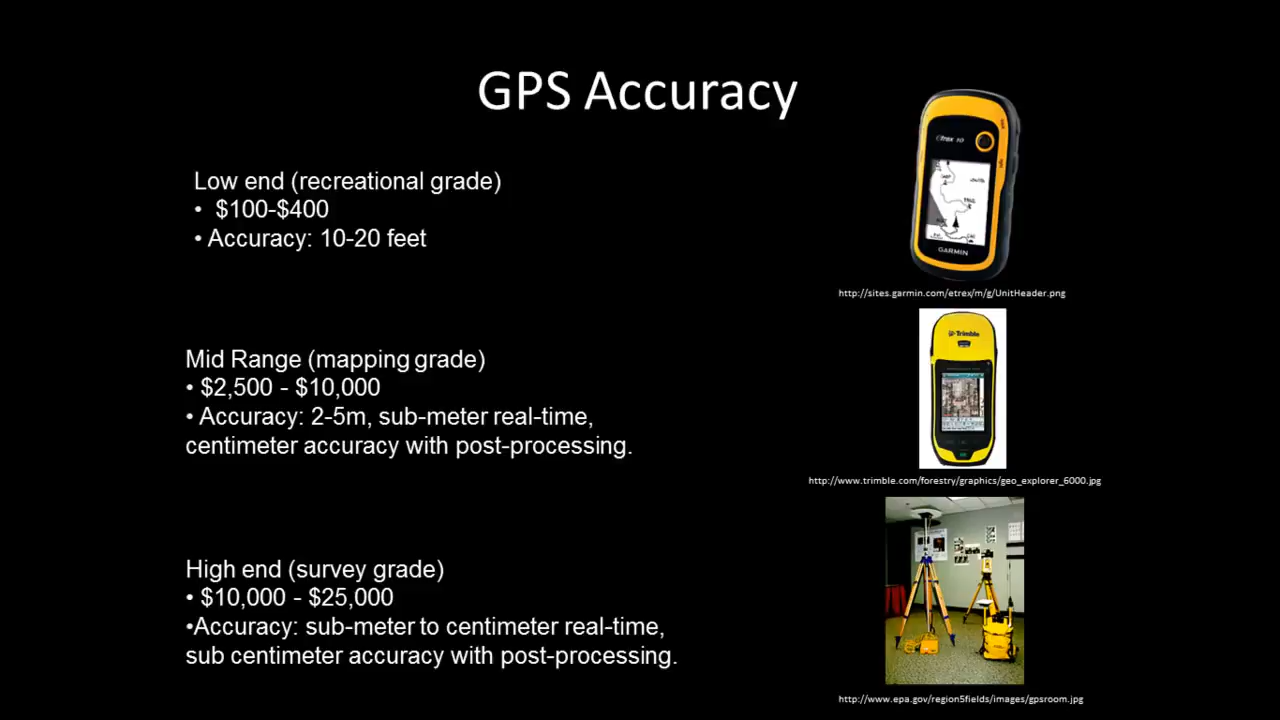 GPS Accuracy
Low end (recreational grade)
• $100-$400
• Accuracy: 10-20 feet
etrex 10
GARMIN
http://sites.garmin.com/etrex/m/g/UnitHeader.png
Mid Range (mapping grade)
• $2,500 - $10,000
• Accuracy: 2-5m, sub-meter real-time,
centimeter accuracy with post-processing.
Trimble
http://www.trimble.com/forestry/graphics/geo_explorer_6000.jpg
High end (survey grade)
• $10,000 - $25,000
•Accuracy: sub-meter to centimeter real-time,
sub centimeter accuracy with post-processing.
http://www.epa.gov/region5fields/images/gpsroom.jpg